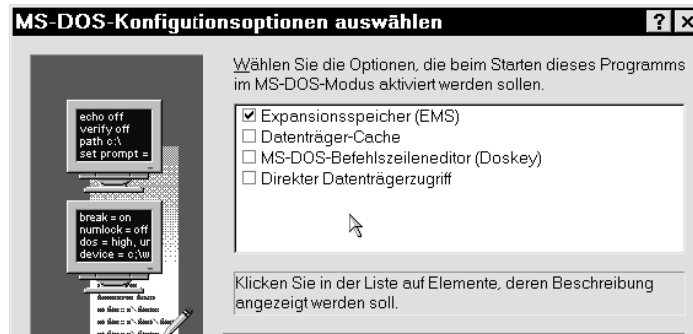 MS-DOS-Konfigutionsoptionen auswählen
Wählen Sie die Optionen, die beim Starten dieses Programms
im MS-DOS-Modus aktiviert werden sollen.
Expansionsspeicher (EMS)
Datenträger-Cache
MS-DOS-Befehlszeileneditor (Doskey)
Direkter Datenträgerzugriff
Klicken Sie in der Liste auf Elemente, deren Beschreibung
angezeigt werden soll.
echo off
verify off
path c:\
set prompt =
break = on
numlock = off
dos = high, ur
device = c;\w